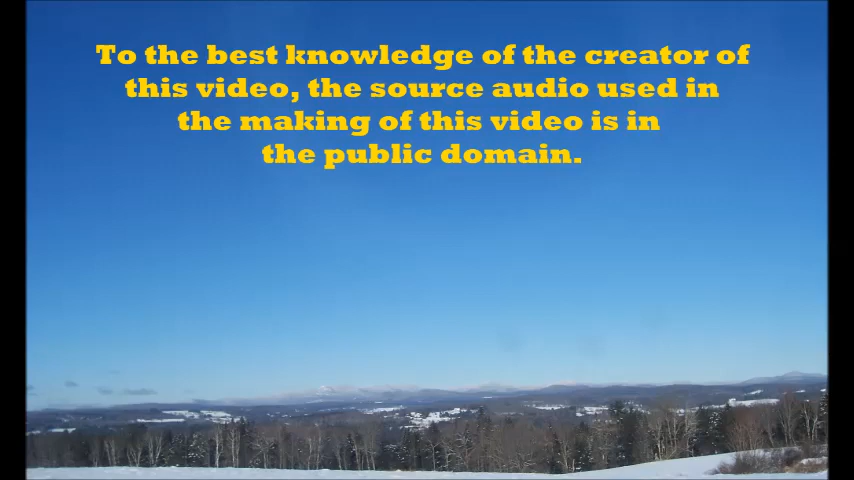 To the best knowledge of the creator of
this video, the source audio used in
the making of this video is in
the public domain.